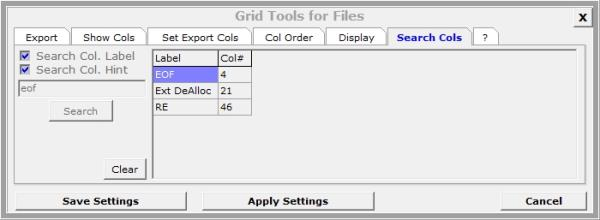 Grid Tools for Files
x
Export Show Cols Set Export Cols Col Order Display Search Cols ?
Search Col. Label
Search Col. Hint
eof
Search
Clear
Label Col#
EOF 4
Ext DeAlloc 21
RE 46
Save Settings Apply Settings Cancel